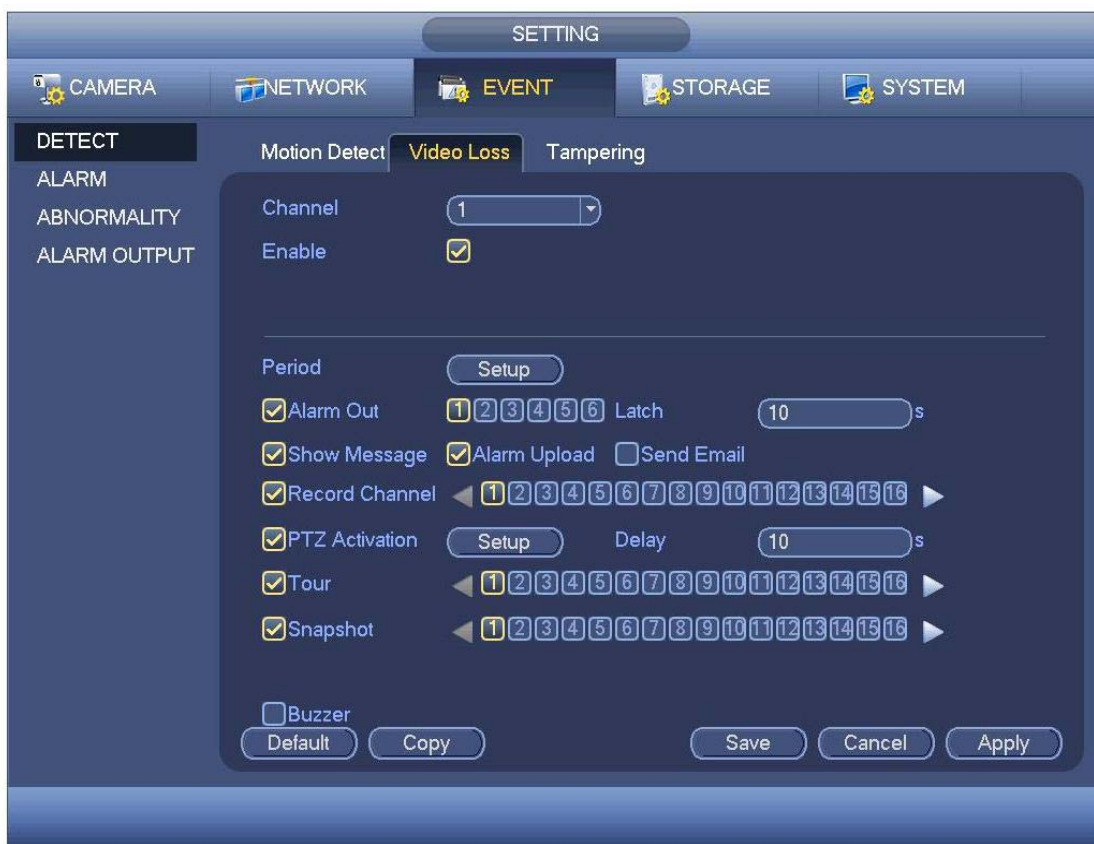 SETTING
CAMERA NETWORK EVENT STORAGE SYSTEM
DETECT
ALARM
ABNORMALITY
ALARM OUTPUT
Motion Detect Video Loss Tampering
Channel 1
Enable
Period Setup
Alarm Out 1 2 3 4 5 6 Latch 10 s
Show Message Alarm Upload Send Email
Record Channel 1 2 3 4 5 6 7 8 9 10 11 12 13 14 15 16
PTZ Activation Setup Delay 10 s
Tour 1 2 3 4 5 6 7 8 9 10 11 12 13 14 15 16
Snapshot 1 2 3 4 5 6 7 8 9 10 11 12 13 14 15 16
Buzzer
Default Copy Save Cancel Apply